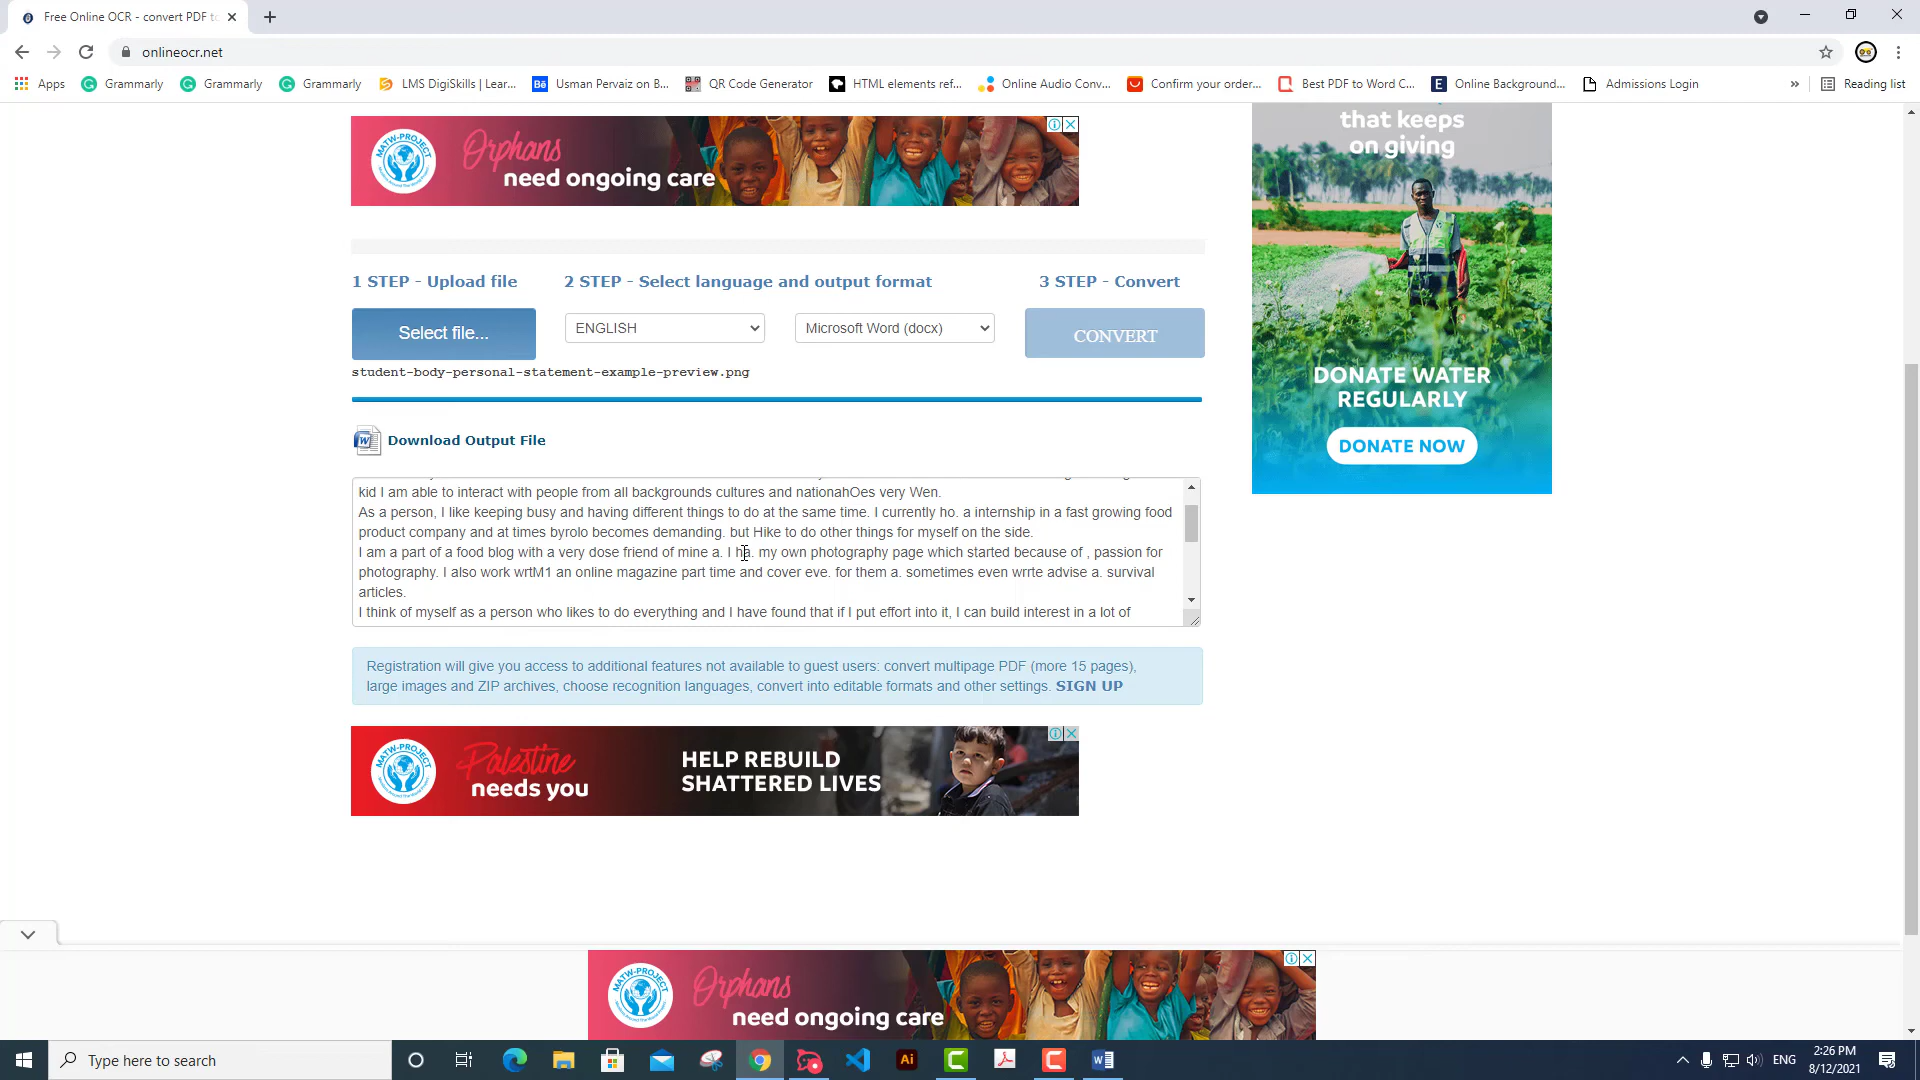 Free Online OCR - convert PDF to
onlineocr.net
Apps
Grammarly
Grammarly
Grammarly
LMS DigiSkills | Lear...
Usman Pervaiz on B...
QR Code Generator
HTML elements ref...
Online Audio Conv...
Confirm your order...
Best PDF to Word C...
Online Background...
Admissions Login
»
Reading list
MATW-PROJECT
Orphans
need ongoing care
that keeps
on giving
DONATE WATER
REGULARLY
DONATE NOW
1 STEP - Upload file
2 STEP - Select language and output format
3 STEP - Convert
Select file...
ENGLISH
Microsoft Word (docx)
CONVERT
student-body-personal-statement-example-preview.png
Download Output File
kid I am able to interact with people from all backgrounds cultures and nationahOes very Wen.
As a person, I like keeping busy and having different things to do at the same time. I currently ho. a internship in a fast growing food
product company and at times byrolo becomes demanding. but Hike to do other things for myself on the side.
I am a part of a food blog with a very dose friend of mine a. I ha. my own photography page which started because of , passion for
photography. I also work wrtM1 an online magazine part time and cover eve. for them a. sometimes even wrrte advise a. survival
articles.
I think of myself as a person who likes to do everything and I have found that if I put effort into it, I can build interest in a lot of
Registration will give you access to additional features not available to guest users: convert multipage PDF (more 15 pages),
large images and ZIP archives, choose recognition languages, convert into editable formats and other settings. SIGN UP
MATW-PROJECT
Palestine
needs you
HELP REBUILD
SHATTERED LIVES
MATW-PROJECT
Orphans
need ongoing care
Type here to search
Ai
ENG
2:26 PM
8/12/2021